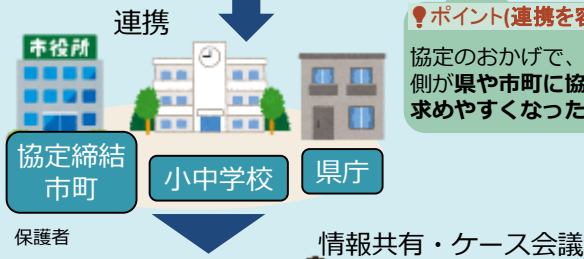 連携
市役所
協定締結
市町
小中学校
県庁
ポイント(連携を容
協定のおかげで、
側が県や市町に協
求めやすくなった
保護者
情報共有・ケース会議